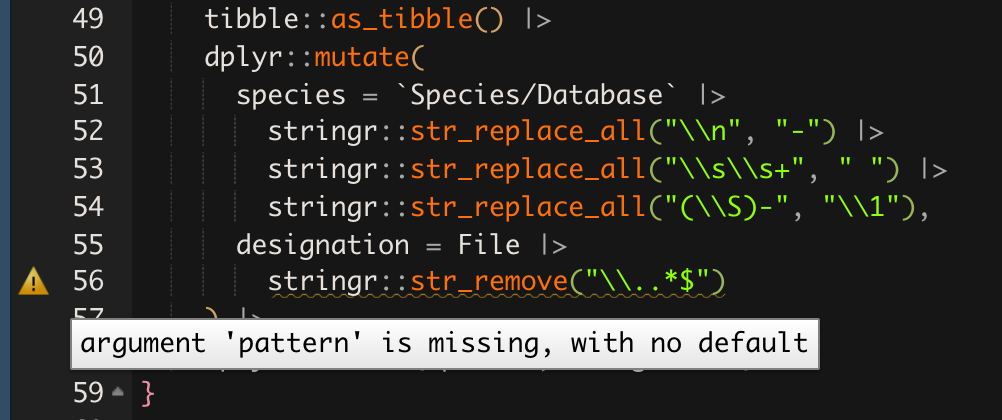 49 tibble::as_tibble() |>
50 dplyr::mutate(
51 species = `Species/Database` |>
52 stringr::str_replace_all("\\n", "-") |>
53 stringr::str_replace_all("\\s\\s+", " ") |>
54 stringr::str_replace_all("(\\S)-", "\\1"),
55 designation = File |>
56 stringr::str_remove("\\..*$")
57 ) |>
argument 'pattern' is missing, with no default
59 }